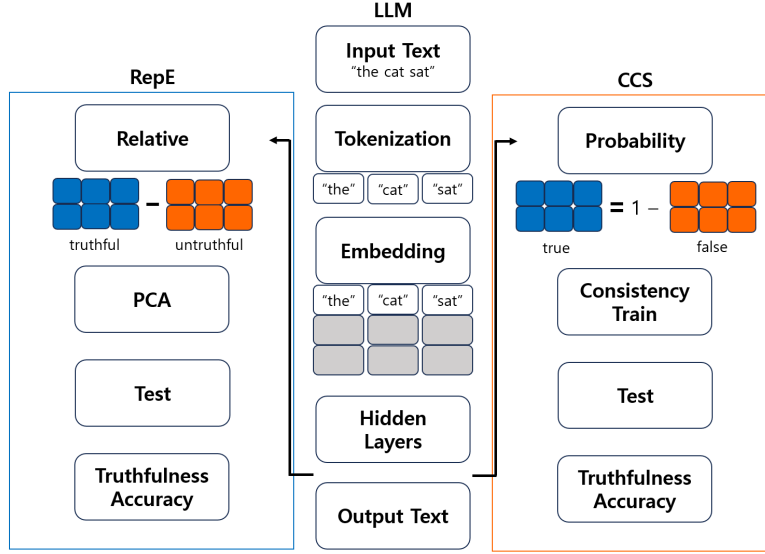 LLM
Input Text
“the cat sat”
Tokenization
“the” “cat” “sat”
Embedding
“the” “cat” “sat”
Hidden
Layers
Output Text
RepE
Relative
–
truthful untruthful
PCA
Test
Truthfulness
Accuracy
CCS
Probability
= 1 –
true false
Consistency
Train
Test
Truthfulness
Accuracy